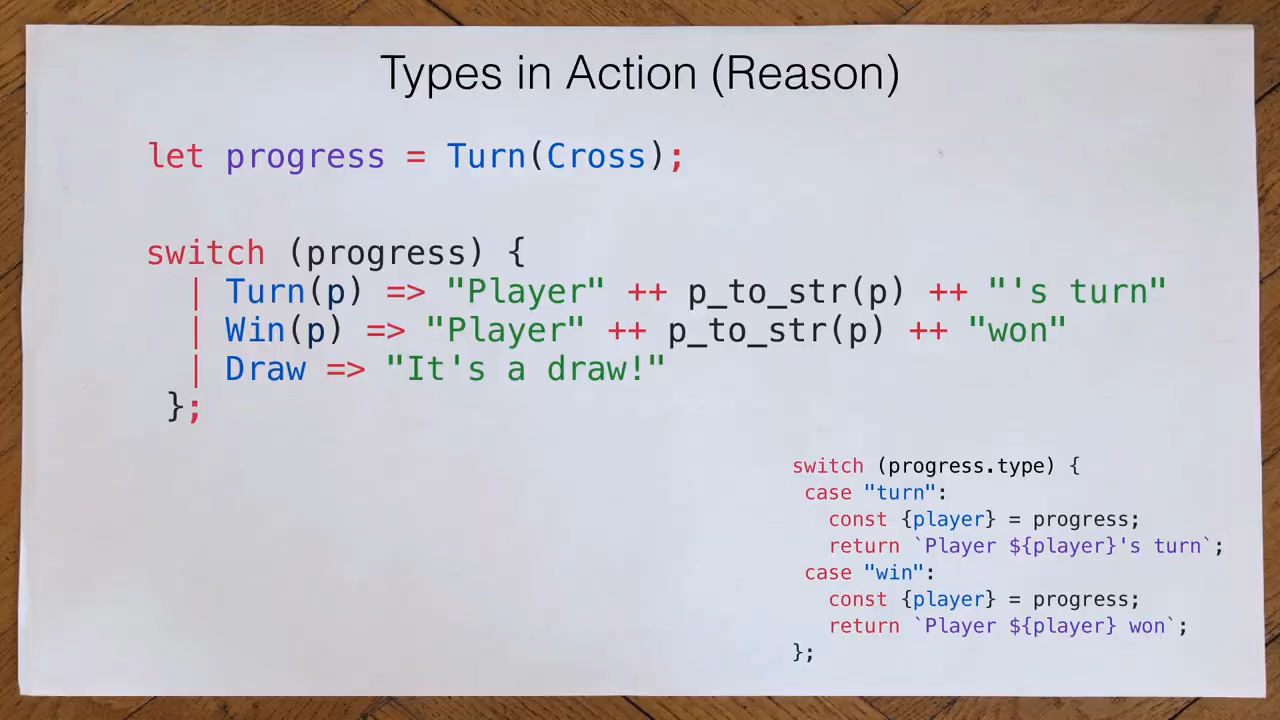 Types in Action (Reason)
let progress = Turn(Cross);
switch (progress) {
| Turn(p) => "Player" ++ p_to_str(p) ++ "'s turn"
| Win(p) => "Player" ++ p_to_str(p) ++ "won"
| Draw => "It's a draw!"
};
switch (progress.type) {
case "turn":
const {player} = progress;
return `Player ${player}'s turn`;
case "win":
const {player} = progress;
return `Player ${player} won`;
};